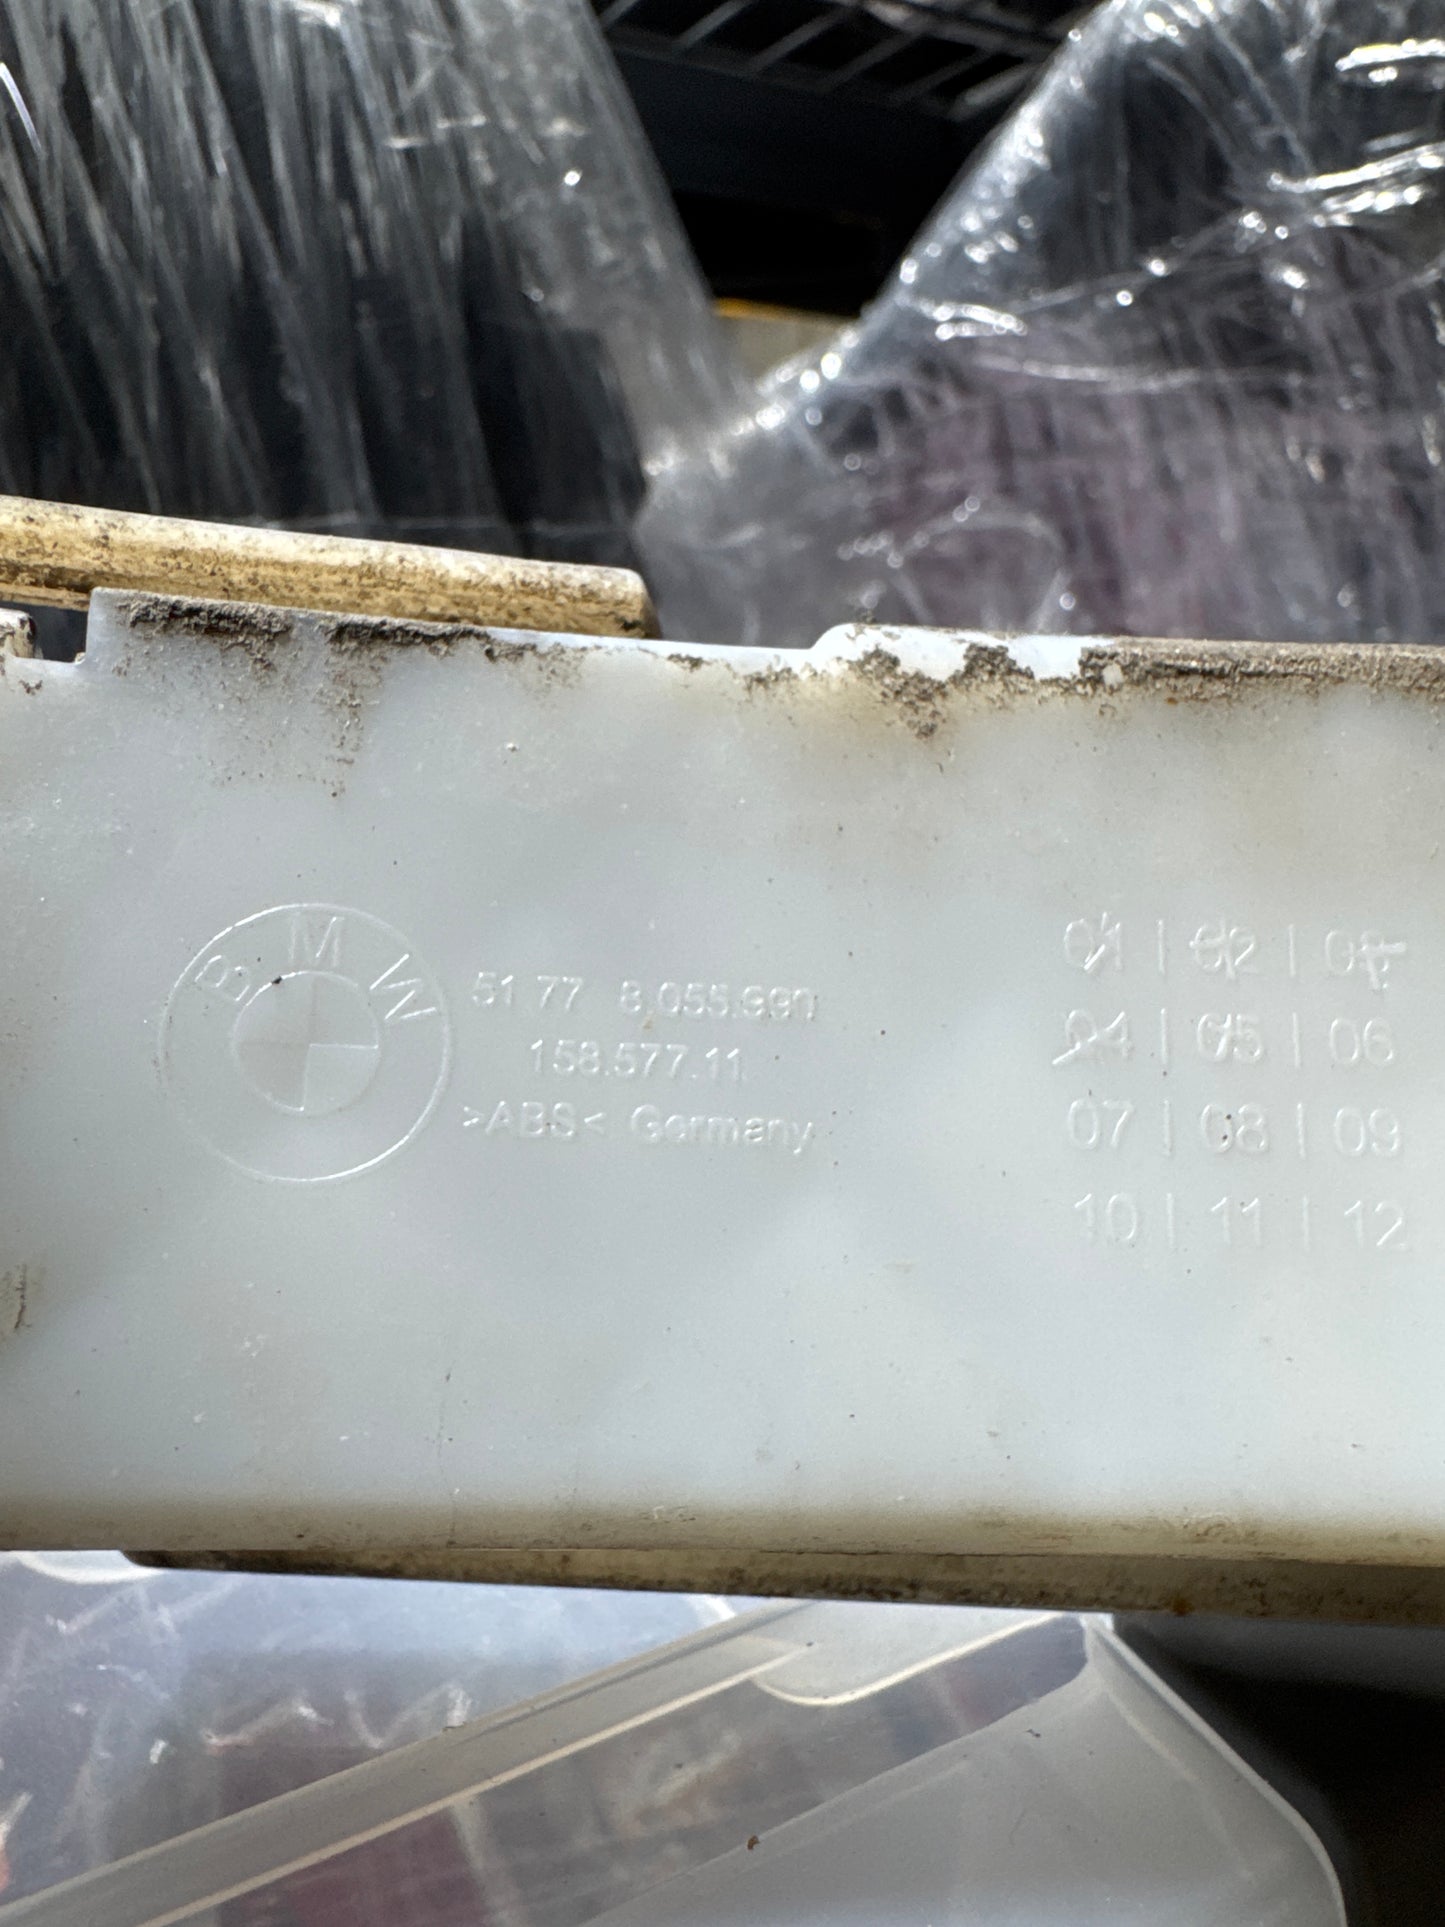 BMW
51.77 8.055.990
158.577.11
>ABS< Germany
01 | 02 | 03
04 | 05 | 06
07 | 08 | 09
10 | 11 | 12